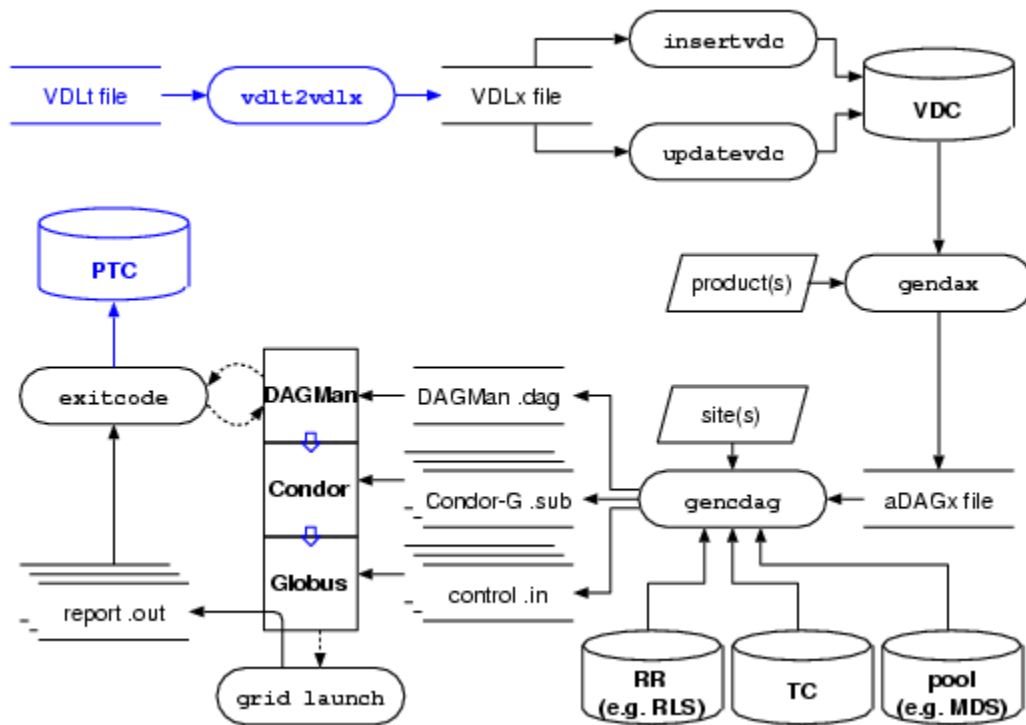 insertvdc
VDLt file
vdlt2vdlx
VDLx file
VDC
updatevdc
PTC
product(s)
gendax
exitcode
DAGMan
DAGMan .dag
site(s)
Condor
Condor-G .sub
gencdag
aDAGx file
Globus
control .in
report .out
grid launch
RR
(e.g. RLS)
TC
pool
(e.g. MDS)